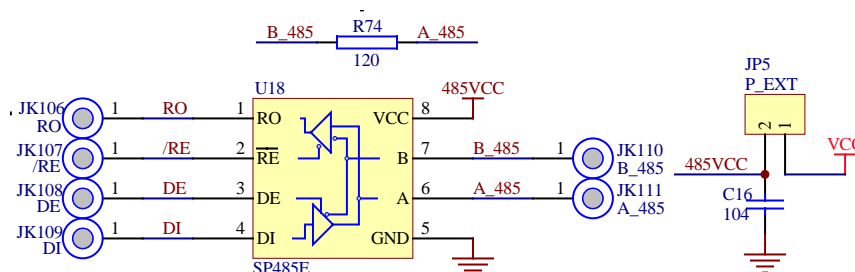 B_485 R74 A_485
120
U18
485VCC
JP5
P_EXT
JK106 1 RO 1 RO VCC 8
RO
2 1
JK107 1 /RE 2 RE B 7 B_485 1 JK110
/RE
B_485
485VCC
VCC
JK108 1 DE 3 DE A 6 A_485 1 JK111
DE
A_485
C16
104
JK109 1 DI 4 DI GND 5
DI
SP485E